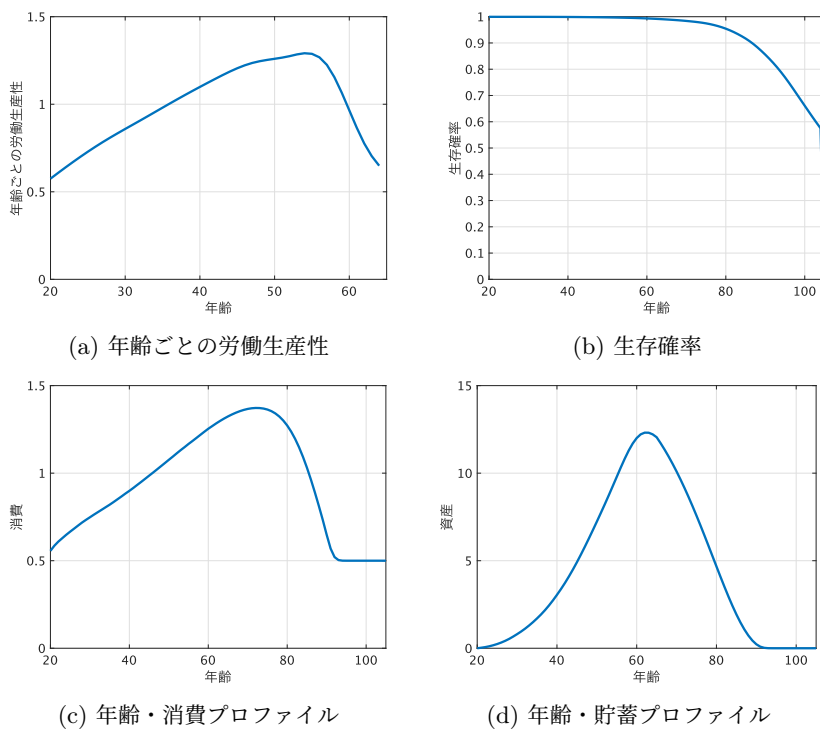 1.5
1
0.5
0
年齢ごとの労働生産性
20 30 40 50 60
年齢
(a) 年齢ごとの労働生産性
1
0.9
0.8
0.7
0.6
0.5
0.4
0.3
0.2
0.1
0
生存確率
20 40 60 80 100
年齢
(b) 生存確率
1.5
1
0.5
0
消費
20 40 60 80 100
年齢
(c) 年齢・消費プロファイル
15
10
5
0
資産
20 40 60 80 100
年齢
(d) 年齢・貯蓄プロファイル